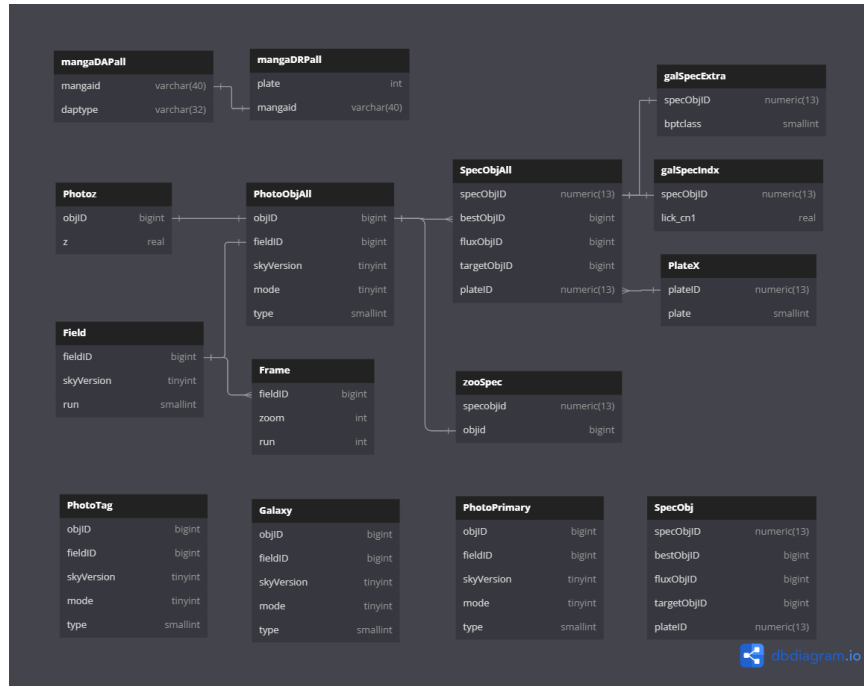 mangaDAPall
mangaid varchar(40)
daptype varchar(32)
mangaDRPall
plate int
mangaid varchar(40)
galSpecExtra
specObjID numeric(13)
bptclass smallint
Photoz
objID bigint
z real
PhotoObjAll
objID bigint
fieldID bigint
skyVersion tinyint
mode tinyint
type smallint
SpecObjAll
specObjID numeric(13)
bestObjID bigint
fluxObjID bigint
targetObjID bigint
plateID numeric(13)
galSpecIndx
specObjID numeric(13)
lick_cn1 real
PlateX
plateID numeric(13)
plate smallint
Field
fieldID bigint
skyVersion tinyint
run smallint
Frame
fieldID bigint
zoom int
run int
zooSpec
specobjid numeric(13)
objid bigint
PhotoTag
objID bigint
fieldID bigint
skyVersion tinyint
mode tinyint
type smallint
Galaxy
objID bigint
fieldID bigint
skyVersion tinyint
mode tinyint
type smallint
PhotoPrimary
objID bigint
fieldID bigint
skyVersion tinyint
mode tinyint
type smallint
SpecObj
specObjID numeric(13)
bestObjID bigint
fluxObjID bigint
targetObjID bigint
plateID numeric(13)
dbdiagram.io